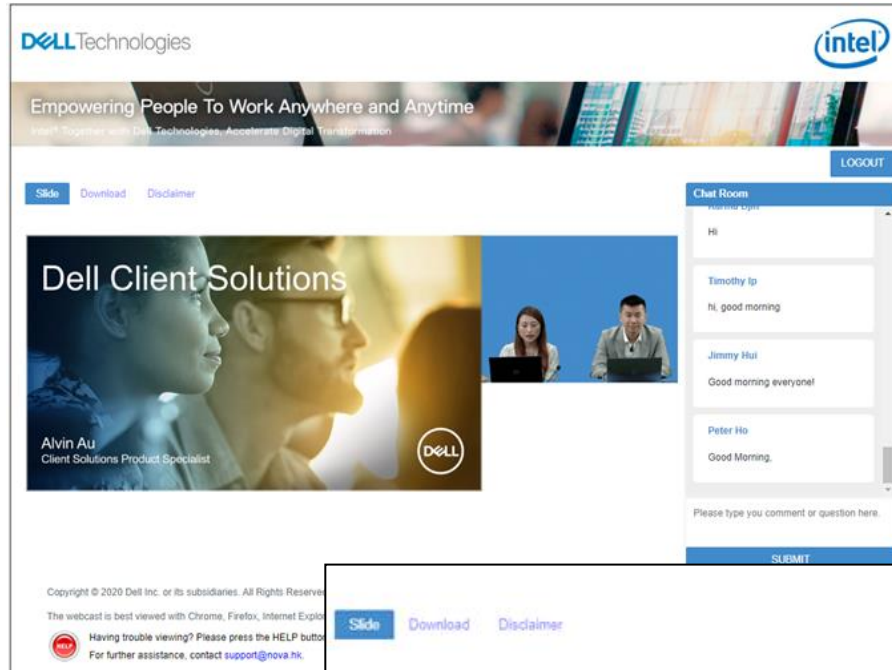 DELLTechnologies
intel
Empowering People To Work Anywhere and Anytime
Intel® Together with Dell Technologies, Accelerate Digital Transformation
LOGOUT
Slide Download Disclaimer
Dell Client Solutions
Alvin Au
Client Solutions Product Specialist
DELL
Chat Room
Hi
Timothy Ip
hi, good morning
Jimmy Hui
Good morning everyone!
Peter Ho
Good Morning,
Please type you comment or question here.
SUBMIT
Copyright © 2020 Dell Inc. or its subsidiaries. All Rights
The webcast is best viewed with Chrome, Firefox, Internet
HELP
Having trouble viewing? Please press the HELP
For further assistance, contact support@nova.hk.
Slide Download Disclaimer